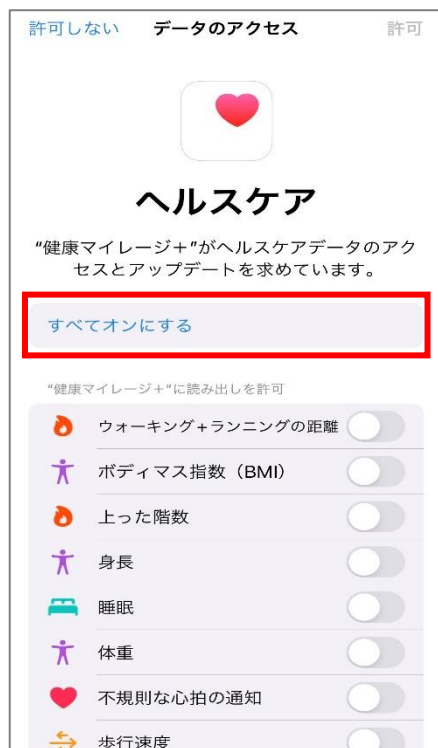 許可しない データのアクセス 許可
ヘルスケア
“健康マイレージ+”がヘルスケアデータのアク
セスとアップデートを求めています。
すべてオンにする
“健康マイレージ+”に読み出しを許可
ウォーキング+ランニングの距離
ボディマス指数（BMI）
上った階数
身長
睡眠
体重
不規則な心拍の通知
歩行速度